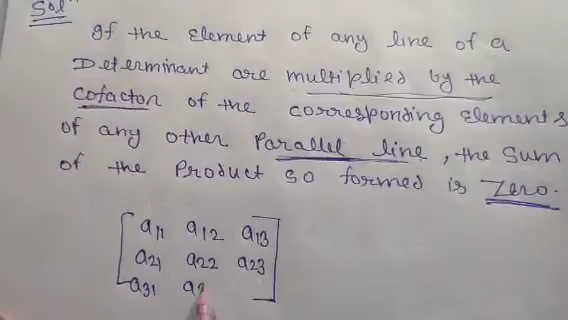 Sol"
If the Element of any line of a
Determinant are multiplied by the
Cofactor of the corresponding Elements
of any other Parallel line, the Sum
of the Product so formed is Zero.
a11 a12 a13
a21 a22 a23
a31